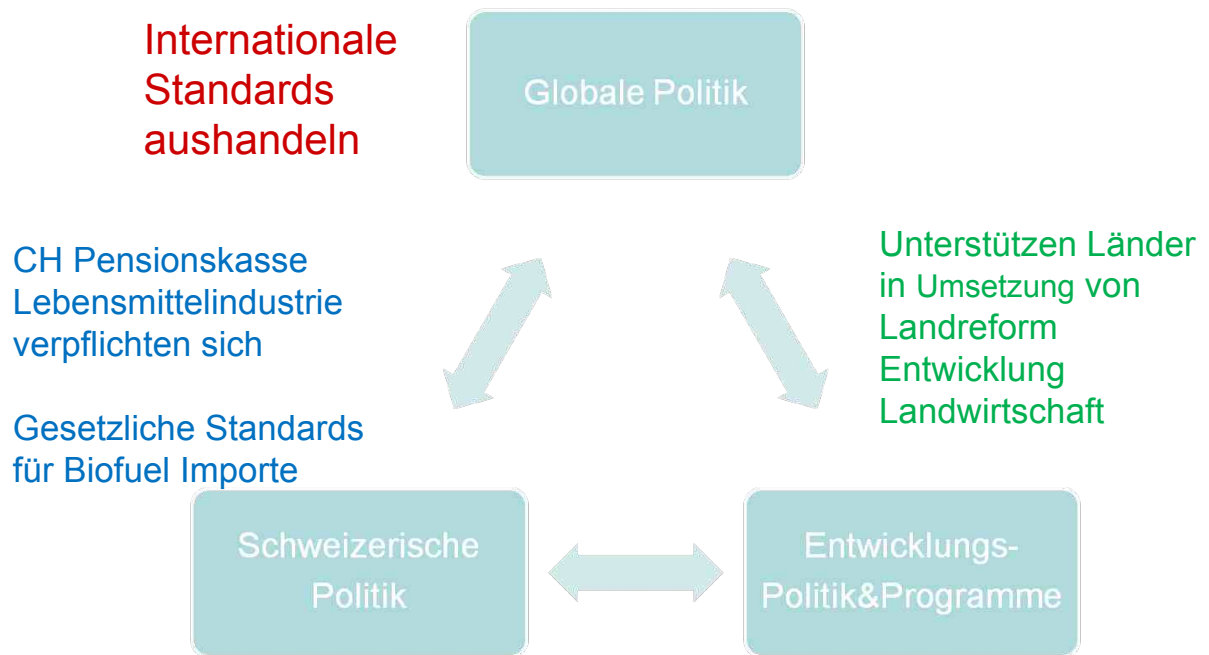 Internationale
Standards
aushandeln
Globale Politik
CH Pensionskasse
Lebensmittelindustrie
verpflichten sich
Gesetzliche Standards
für Biofuel Importe
Unterstützen Länder
in Umsetzung von
Landreform
Entwicklung
Landwirtschaft
Schweizerische
Politik
Entwicklungs-
Politik&Programme